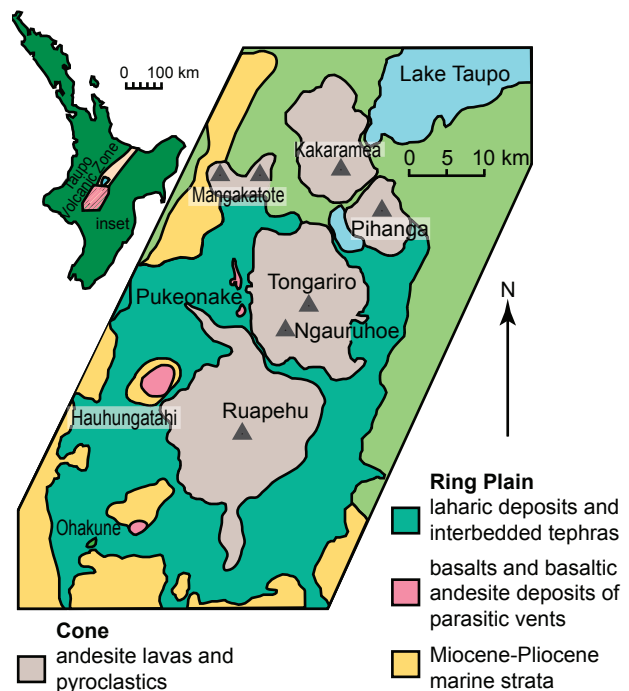 0 100 km
Taupo
Volcanic Zone
inset
Lake Taupo
Kakaramea
0 5 10 km
Mangakatote
Pihanga
Tongariro
Pukeonake
Ngauruhoe
N
Hauhungatahi
Ruapehu
Ohakune
Ring Plain
laharic deposits and
interbedded tephras
basalts and basaltic
andesite deposits of
parasitic vents
Miocene-Pliocene
marine strata
Cone
andesite lavas and
pyroclastics